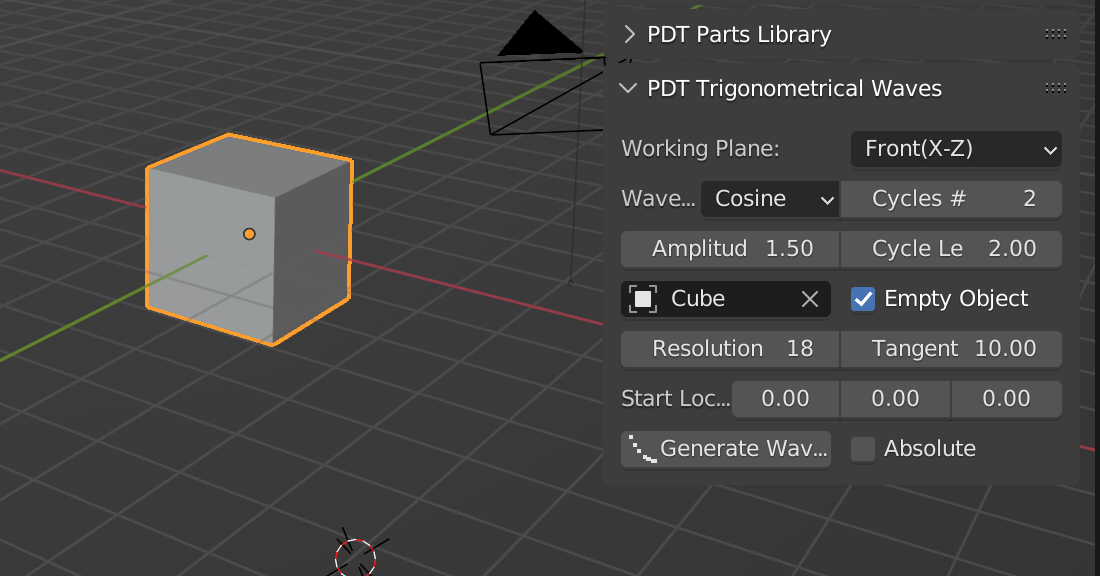 PDT Parts Library
PDT Trigonometrical Waves
Working Plane: Front(X-Z)
Wave... Cosine Cycles # 2
Amplitud 1.50 Cycle Le 2.00
Cube Empty Object
Resolution 18 Tangent 10.00
Start Loc... 0.00 0.00 0.00
Generate Wav... Absolute